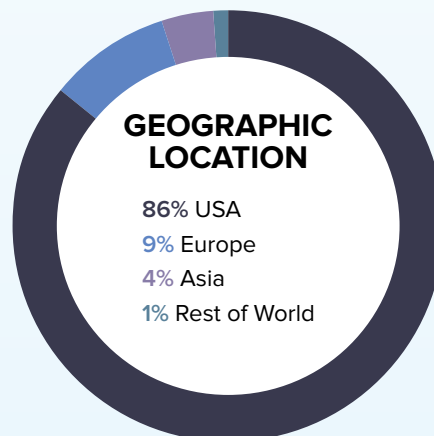 GEOGRAPHIC
LOCATION
86% USA
9% Europe
4% Asia
1% Rest of World